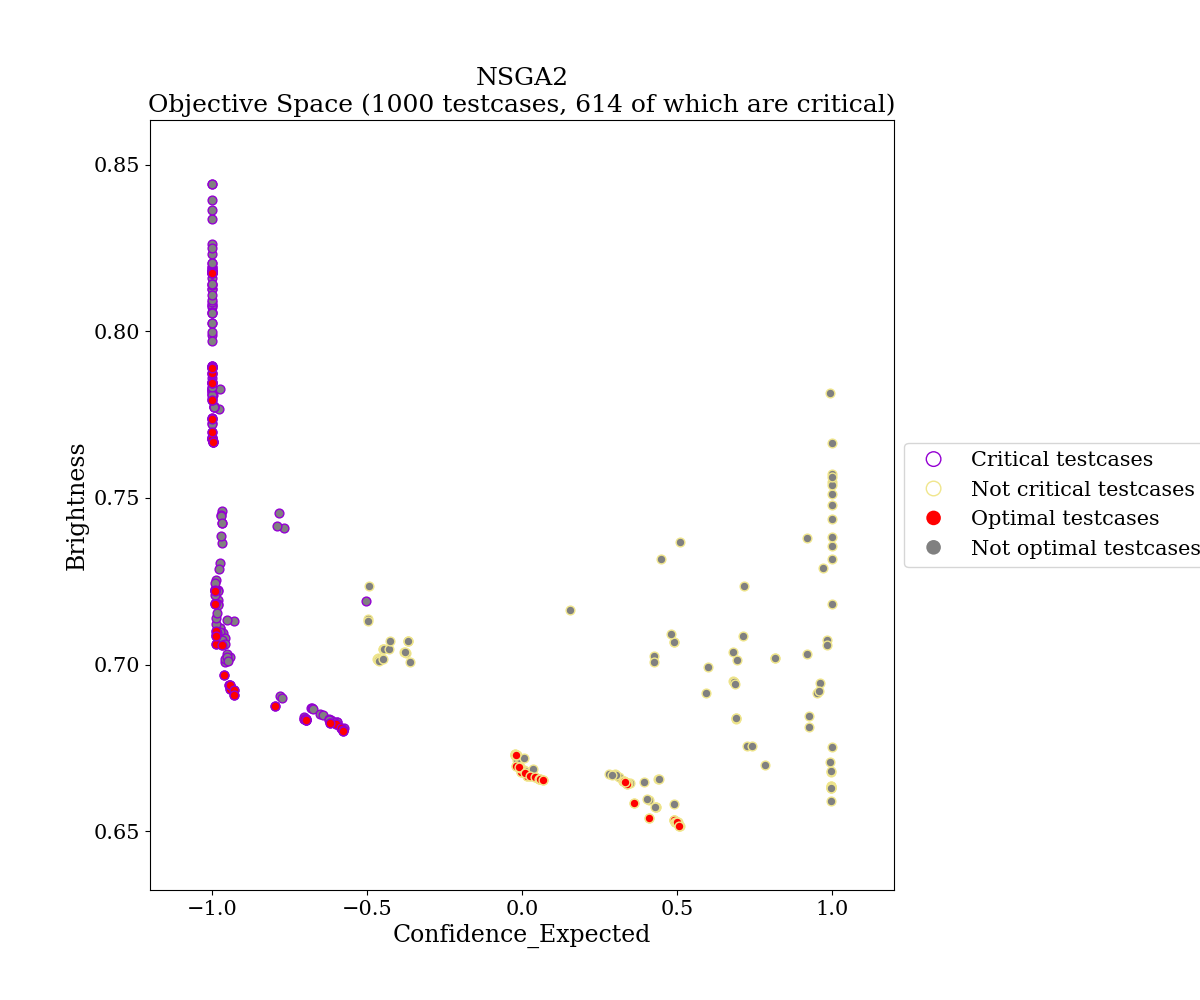 NSGA2
Objective Space (1000 testcases, 614 of which are critical)
0.85
0.80
0.75
0.70
0.65
Brightness
−1.0
−0.5
0.0
0.5
1.0
Confidence_Expected
Critical testcases
Not critical testcases
Optimal testcases
Not optimal testcases